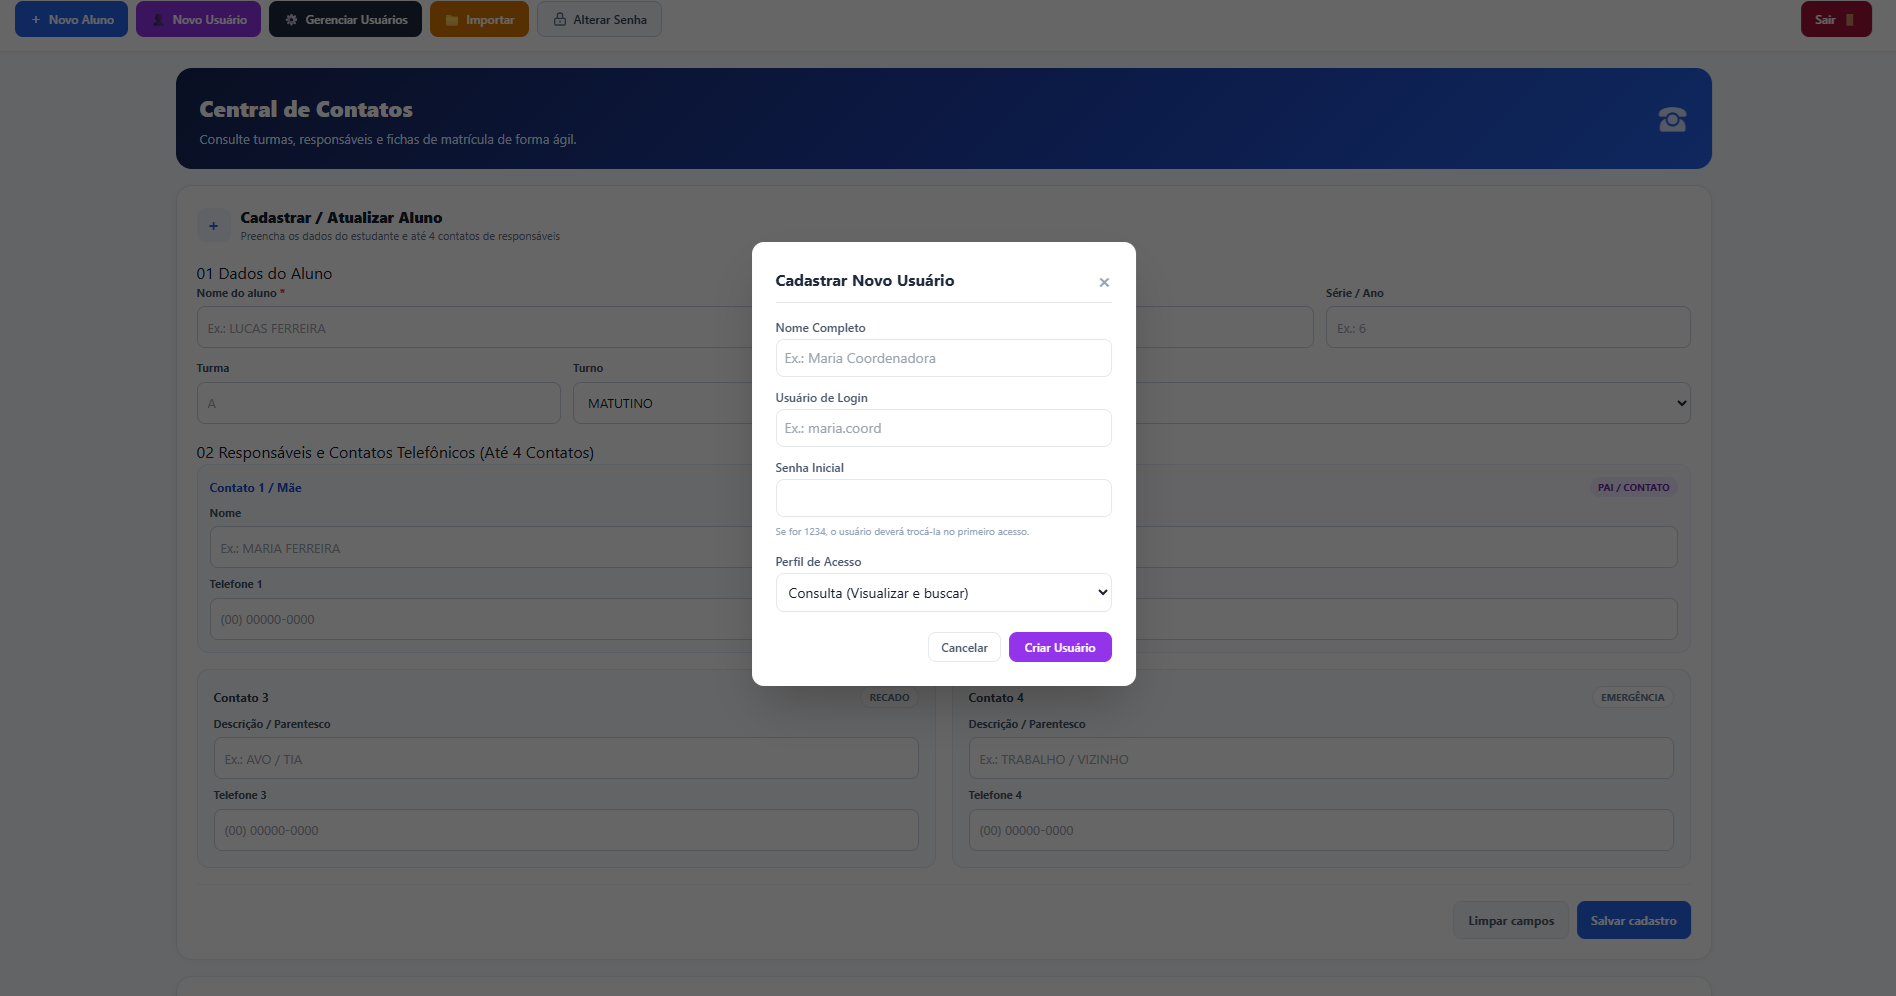 + Novo Aluno
Novo Usuário
Gerenciar Usuários
Importar
Alterar Senha
Sair
Central de Contatos
Consulte turmas, responsáveis e fichas de matrícula de forma ágil.
+
Cadastrar / Atualizar Aluno
Preencha os dados do estudante e até 4 contatos de responsáveis
01 Dados do Aluno
Nome do aluno *
Ex.: LUCAS FERREIRA
Série / Ano
Ex.: 6
Turma
A
Turno
MATUTINO
02 Responsáveis e Contatos Telefônicos (Até 4 Contatos)
Contato 1 / Mãe
PAI / CONTATO
Nome
Ex.: MARIA FERREIRA
Telefone 1
(00) 00000-0000
Cadastrar Novo Usuário
×
Nome Completo
Ex.: Maria Coordenadora
Usuário de Login
Ex.: maria.coord
Senha Inicial
Se for 1234, o usuário deverá trocá-la no primeiro acesso.
Perfil de Acesso
Consulta (Visualizar e buscar)
Cancelar
Criar Usuário
Contato 3
RECADO
Descrição / Parentesco
Ex.: AVO / TIA
Telefone 3
(00) 00000-0000
Contato 4
EMERGÊNCIA
Descrição / Parentesco
Ex.: TRABALHO / VIZINHO
Telefone 4
(00) 00000-0000
Limpar campos
Salvar cadastro